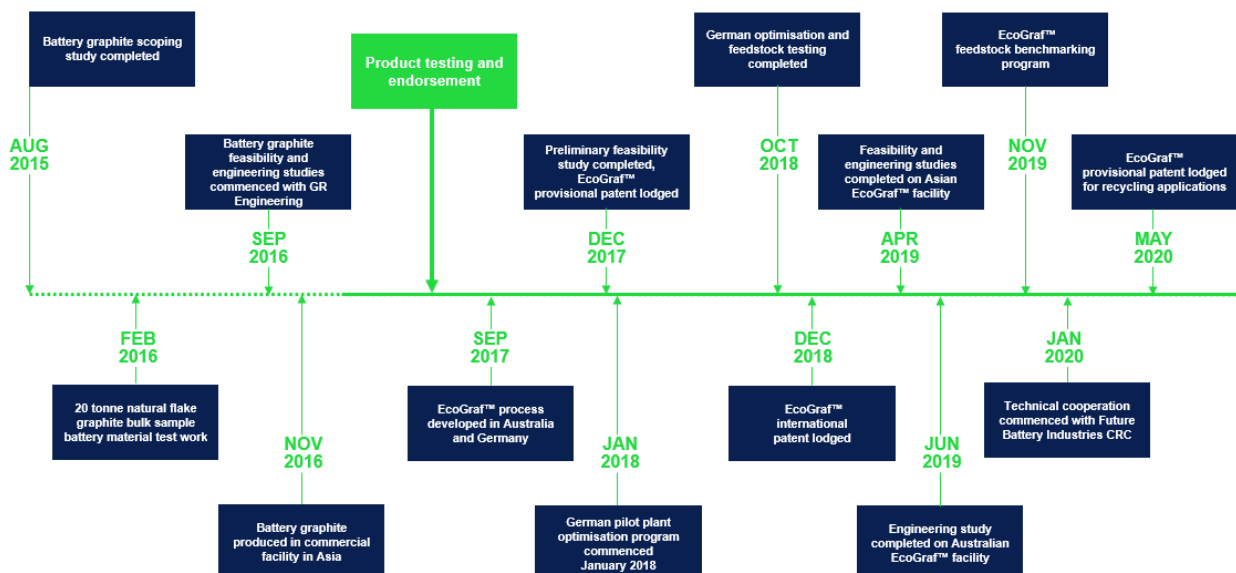 Battery graphite scoping
study completed
AUG
2015
FEB
2016
20 tonne natural flake
graphite bulk sample
battery material test work
Battery graphite
feasibility and
engineering studies
commenced with GR
Engineering
SEP
2016
NOV
2016
Battery graphite
produced in commercial
facility in Asia
Product testing and
endorsement
SEP
2017
EcoGraf™ process
developed in Australia
and Germany
Preliminary feasibility
study completed,
EcoGraf™
provisional patent lodged
DEC
2017
JAN
2018
German pilot plant
optimisation program
commenced
January 2018
German optimisation and
feedstock testing
completed
OCT
2018
DEC
2018
EcoGraf™
international
patent lodged
Feasibility and
engineering studies
completed on Asian
EcoGraf™ facility
APR
2019
JUN
2019
Engineering study
completed on Australian
EcoGraf™ facility
EcoGraf™
feedstock benchmarking
program
NOV
2019
JAN
2020
Technical cooperation
commenced with Future
Battery Industries CRC
EcoGraf™
provisional patent lodged
for recycling applications
MAY
2020